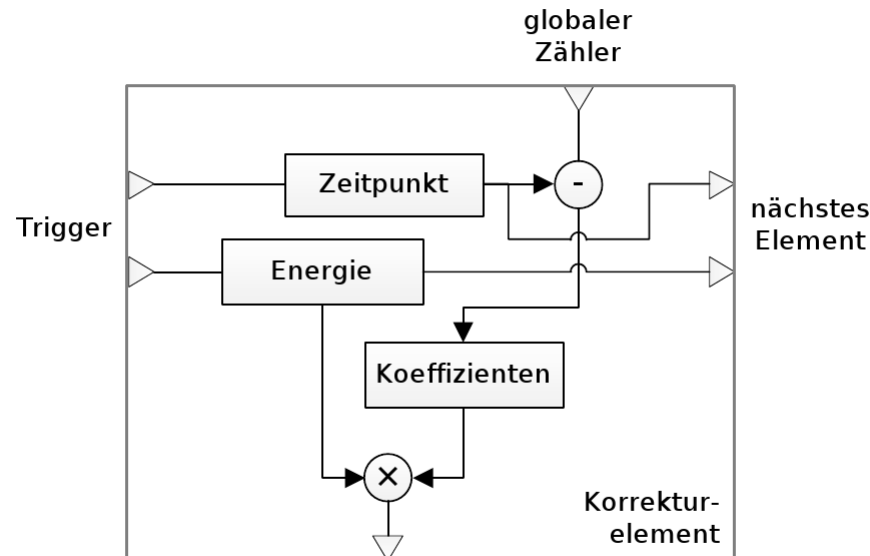 globaler
Zähler
Zeitpunkt
-
Trigger
nächstes
Element
Energie
Koeffizienten
×
Korrektur-
element